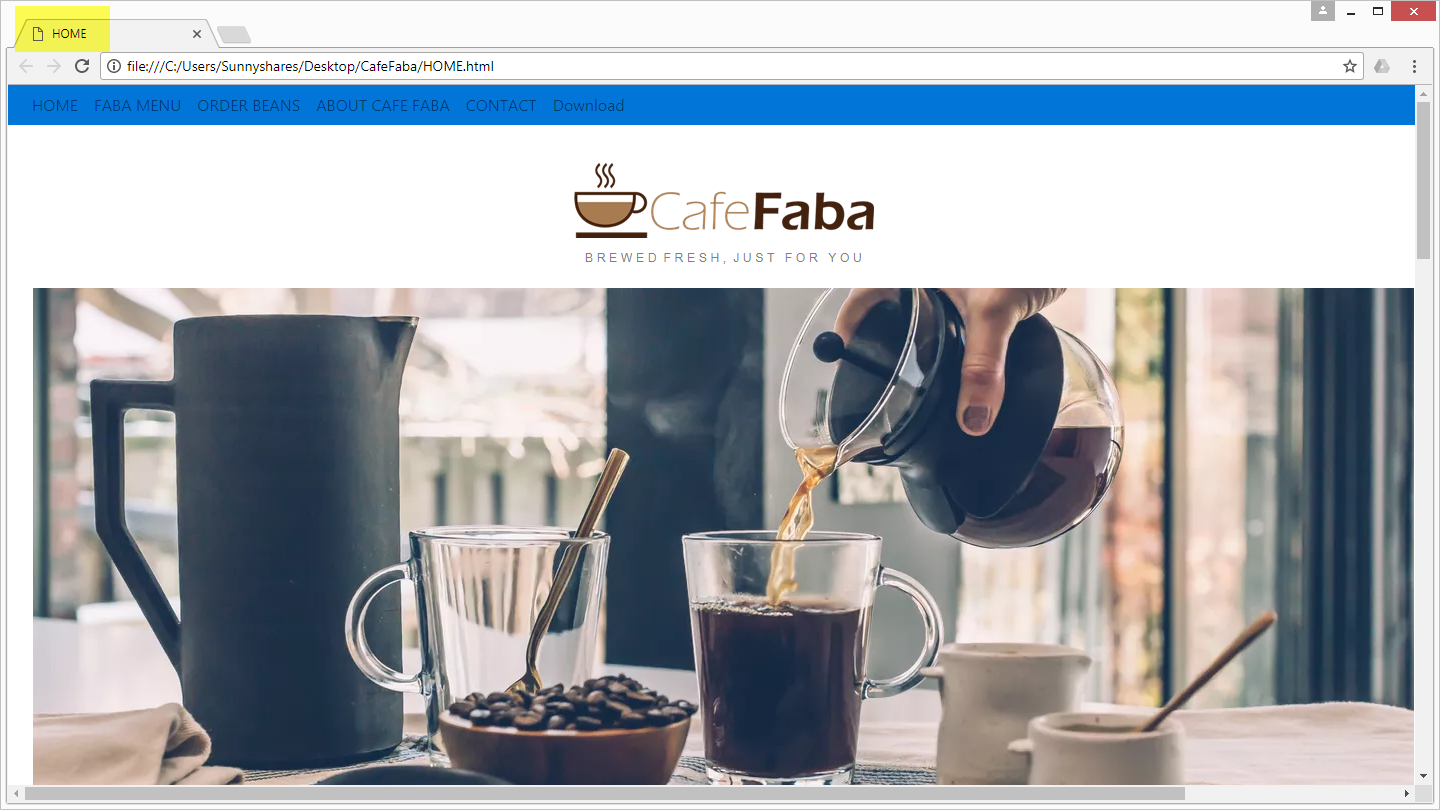 HOME
file:///C:/Users/Sunnyshares/Desktop/CafeFaba/HOME.html
HOME FABA MENU ORDER BEANS ABOUT CAFE FABA CONTACT Download
CafeFaba
BREWED FRESH, JUST FOR YOU